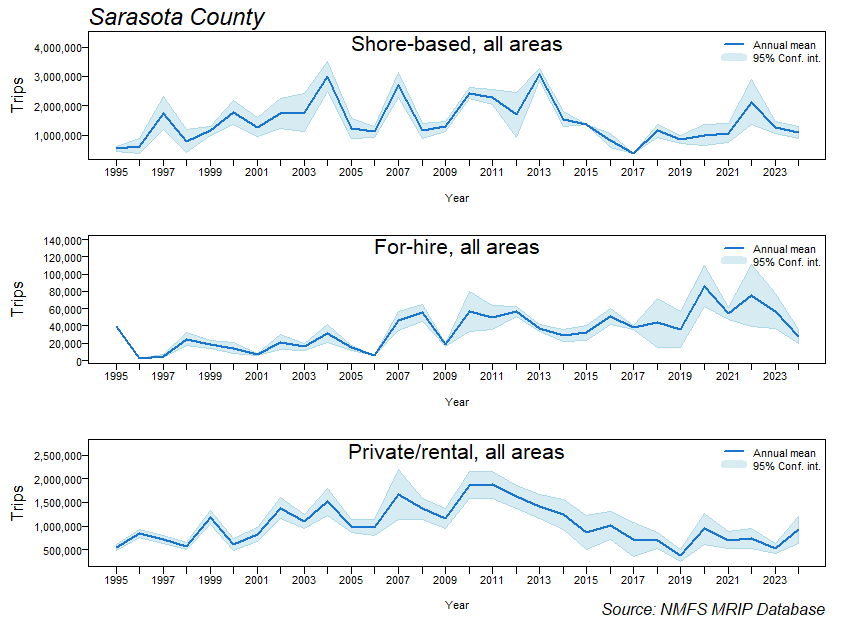 Sarasota County
Shore-based, all areas
Annual mean
95% Conf. int.
Trips
4,000,000
3,000,000
2,000,000
1,000,000
1995 1997 1999 2001 2003 2005 2007 2009 2011 2013 2015 2017 2019 2021 2023
Year
For-hire, all areas
Annual mean
95% Conf. int.
Trips
140,000
120,000
100,000
80,000
60,000
40,000
20,000
0
1995 1997 1999 2001 2003 2005 2007 2009 2011 2013 2015 2017 2019 2021 2023
Year
Private/rental, all areas
Annual mean
95% Conf. int.
Trips
2,500,000
2,000,000
1,500,000
1,000,000
500,000
1995 1997 1999 2001 2003 2005 2007 2009 2011 2013 2015 2017 2019 2021 2023
Year
Source: NMFS MRIP Database